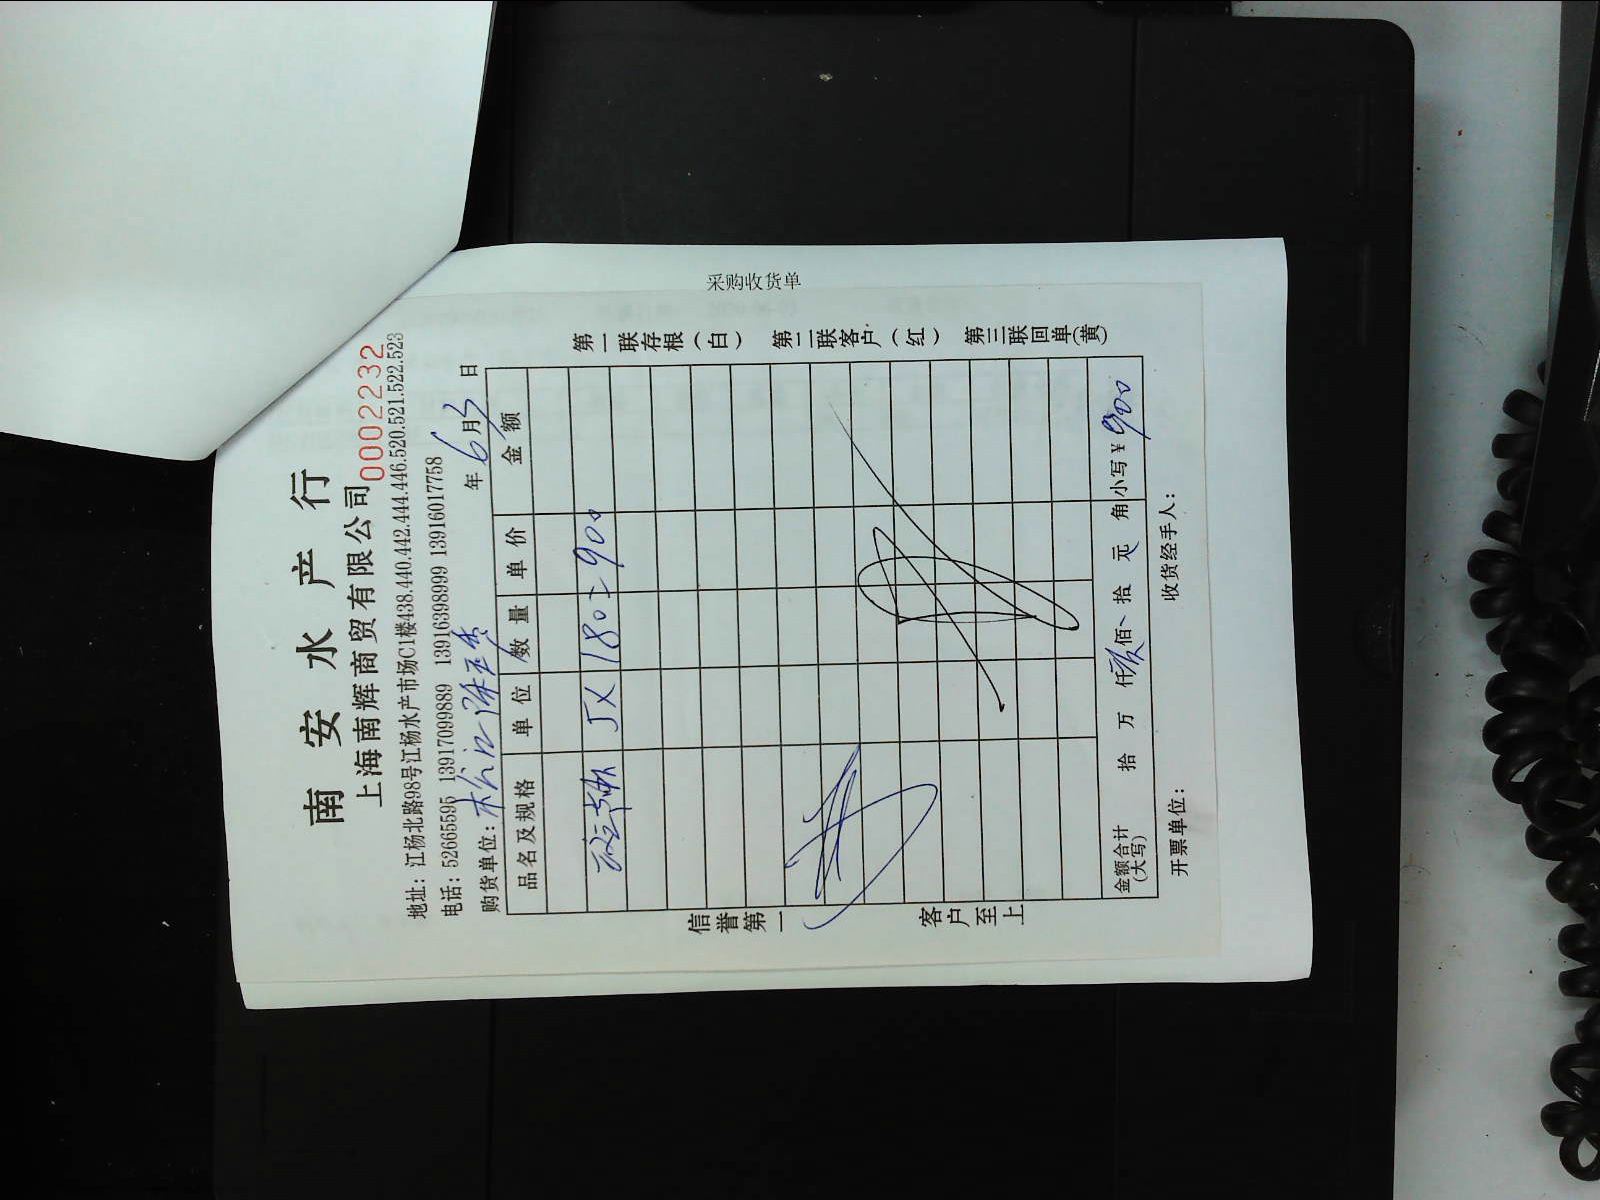 采购收货单
南安水产行
上海南辉商贸有限公司 0002232
地址: 江杨北路98号江杨水产市场C1楼438.440.442.444.446.520.521.522.523
电话: 52665595 13917099889 13916398999 13916017758
购货单位: 松江 年6月3日
品名及规格 单位 数量 单价 金额
5X 180=900
金额合计(大写) 拾 万 仟 佰 拾 元 角 小写¥900
开票单位: 收货经手人:
信誉第一 客户至上
第一联存根(白) 第二联客户(红) 第三联回单(黄)